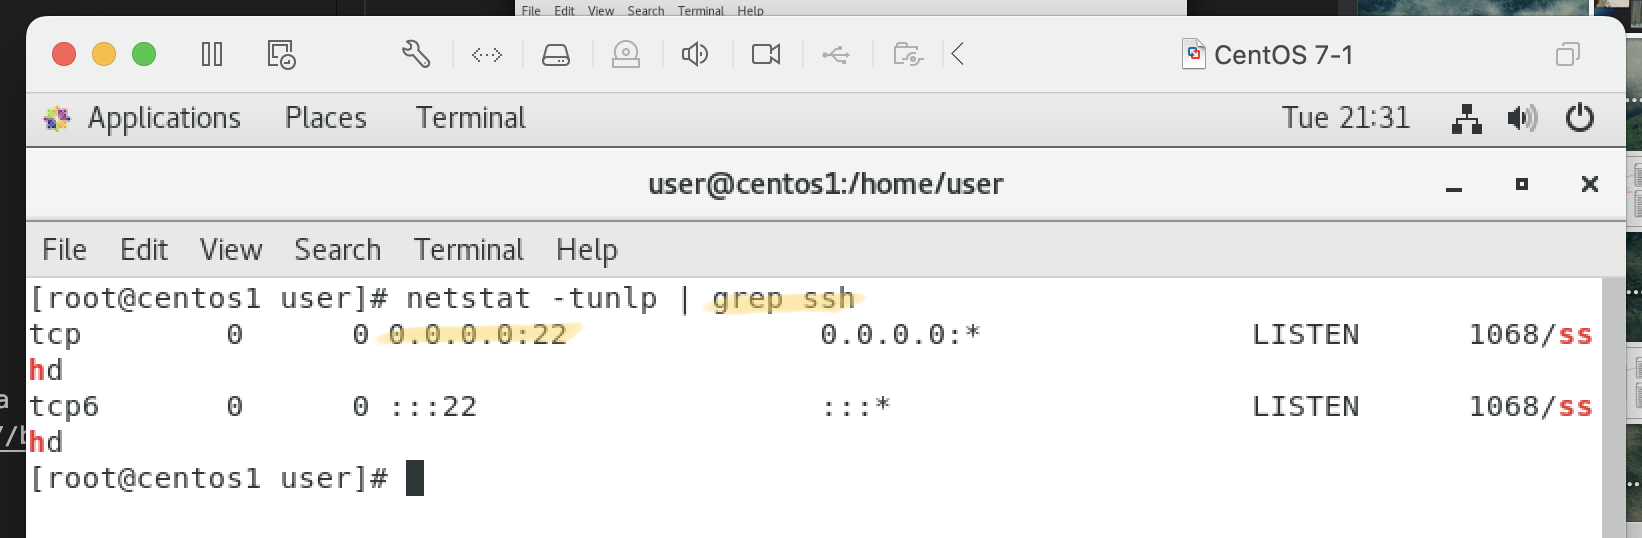 File Edit View Search Terminal Help
CentOS 7-1
Applications Places Terminal Tue 21:31
user@centos1:/home/user
File Edit View Search Terminal Help
[root@centos1 user]# netstat -tunlp | grep ssh
tcp 0 0 0.0.0.0:22 0.0.0.0:* LISTEN 1068/ss
hd
tcp6 0 0 :::22 :::* LISTEN 1068/ss
a
hd
//b
[root@centos1 user]#